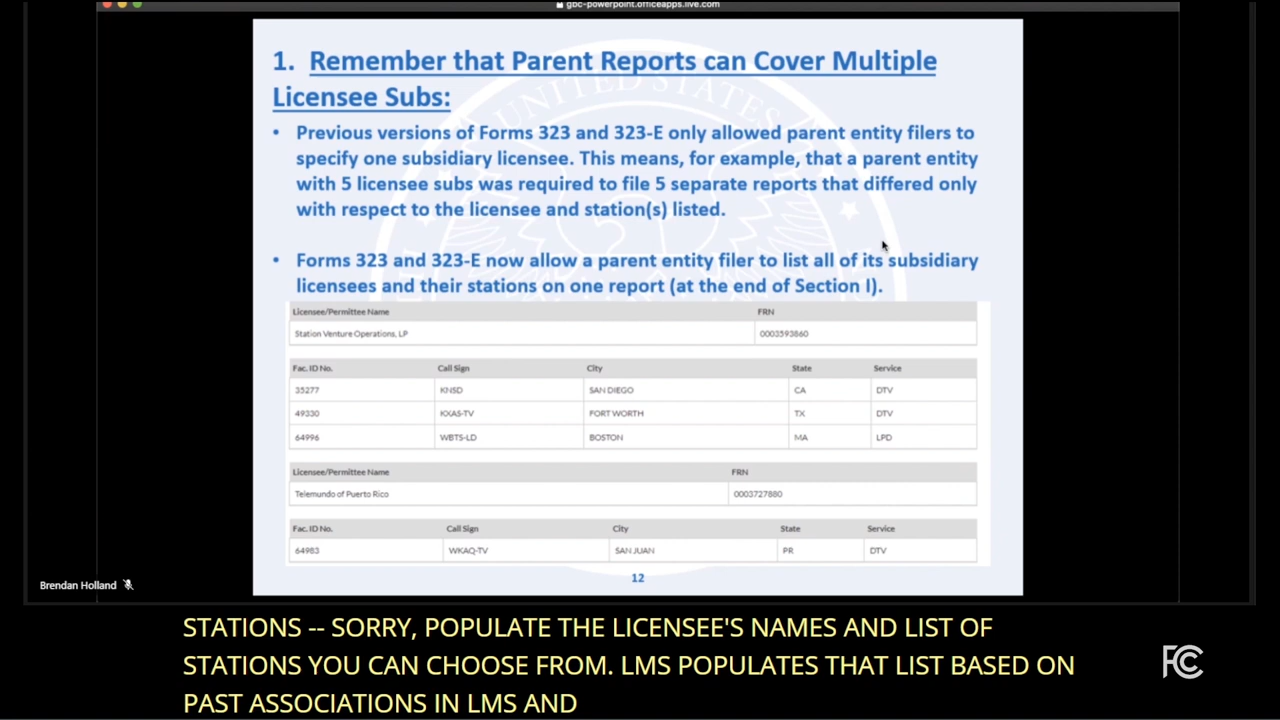 gbc-powerpoint.officeapps.live.com
1. Remember that Parent Reports can Cover Multiple
Licensee Subs:
• Previous versions of Forms 323 and 323-E only allowed parent entity filers to
specify one subsidiary licensee. This means, for example, that a parent entity
with 5 licensee subs was required to file 5 separate reports that differed only
with respect to the licensee and station(s) listed.
• Forms 323 and 323-E now allow a parent entity filer to list all of its subsidiary
licensees and their stations on one report (at the end of Section I).
Licensee/Permittee Name FRN
Station Venture Operations, LP 0003593860
Fac. ID No. Call Sign City State Service
35277 KNSD SAN DIEGO CA DTV
49330 KXAS-TV FORT WORTH TX DTV
64996 WBTS-LD BOSTON MA LPD
Licensee/Permittee Name FRN
Telemundo of Puerto Rico 0003727880
Fac. ID No. Call Sign City State Service
64983 WKAQ-TV SAN JUAN PR DTV
12
UNITED STATES
Brendan Holland
STATIONS -- SORRY, POPULATE THE LICENSEE'S NAMES AND LIST OF
STATIONS YOU CAN CHOOSE FROM. LMS POPULATES THAT LIST BASED ON
PAST ASSOCIATIONS IN LMS AND
FCC